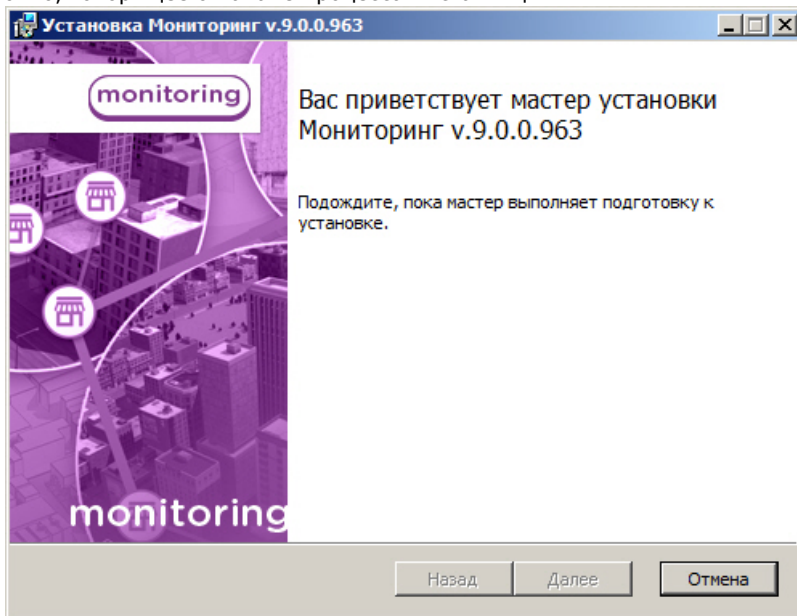 Установка Мониторинг v.9.0.0.963
monitoring
Вас приветствует мастер установки
Мониторинг v.9.0.0.963
Подождите, пока мастер выполняет подготовку к
установке.
monitoring
Назад
Далее
Отмена